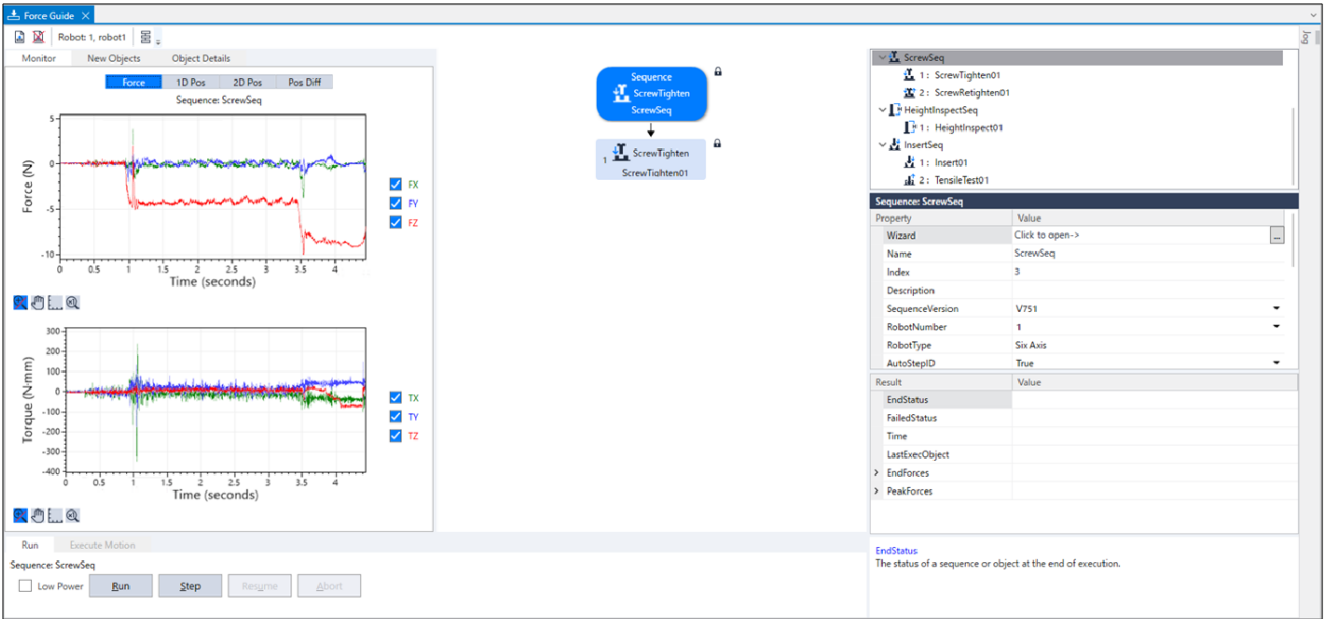 Force Guide
Robot: 1, robot1
Jog
Monitor New Objects Object Details
Force 1D Pos 2D Pos Pos Diff
Sequence: ScrewSeq
5
0
-5
-10
Force (N)
0 0.5 1 1.5 2 2.5 3 3.5 4
Time (seconds)
FX
FY
FZ
300
200
100
0
-100
-200
-300
-400
Torque (N·mm)
0 0.5 1 1.5 2 2.5 3 3.5 4
Time (seconds)
TX
TY
TZ
Run Execute Motion
Sequence: ScrewSeq
Low Power Run Step Resume Abort
Sequence
ScrewTighten
ScrewSeq
1 ScrewTighten
ScrewTighten01
ScrewSeq
1 : ScrewTighten01
2 : ScrewRetighten01
HeightInspectSeq
1 : HeightInspect01
InsertSeq
1 : Insert01
2 : TensileTest01
Sequence: ScrewSeq
Property Value
Wizard Click to open-> ...
Name ScrewSeq
Index 3
Description
SequenceVersion V751
RobotNumber 1
RobotType Six Axis
AutoStepID True
Result Value
EndStatus
FailedStatus
Time
LastExecObject
EndForces
PeakForces
EndStatus
The status of a sequence or object at the end of execution.